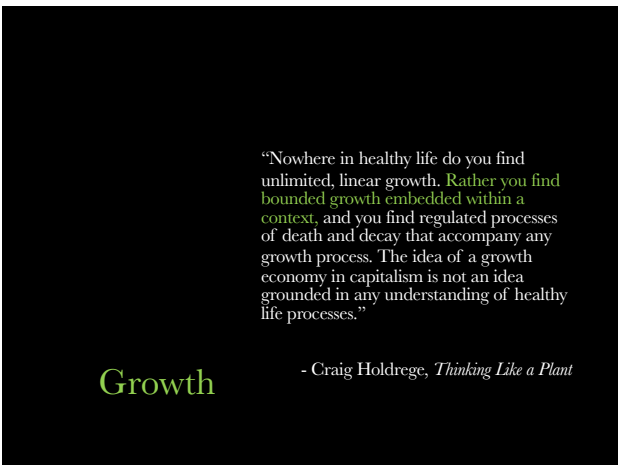 “Nowhere in healthy life do you find
unlimited, linear growth. Rather you find
bounded growth embedded within a
context, and you find regulated processes
of death and decay that accompany any
growth process. The idea of a growth
economy in capitalism is not an idea
grounded in any understanding of healthy
life processes.”
- Craig Holdrege, Thinking Like a Plant
Growth